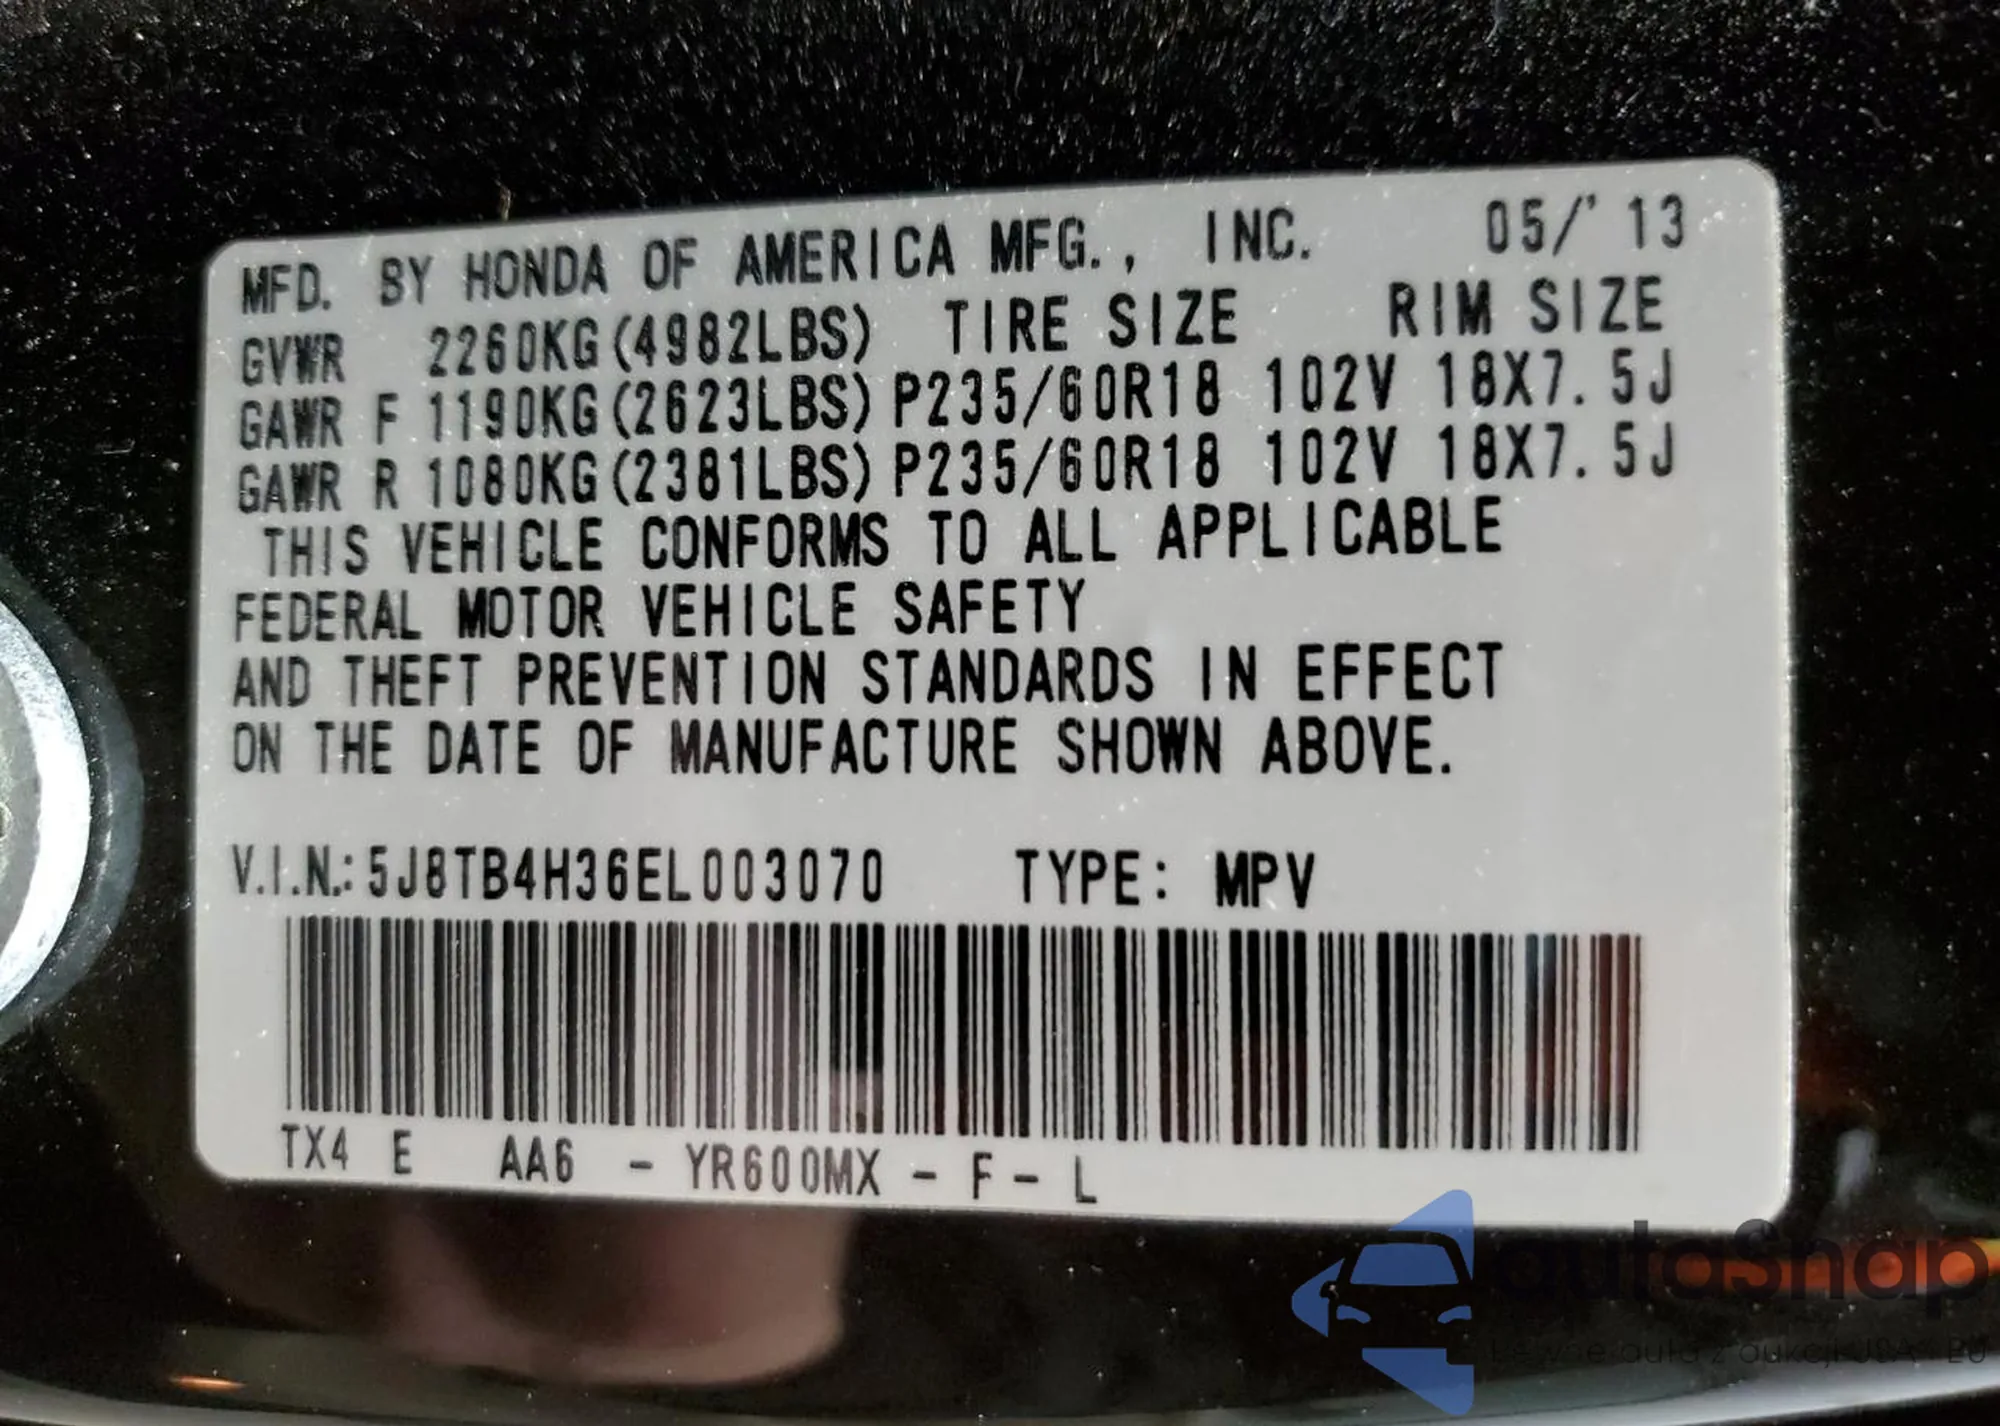 MFD. BY HONDA OF AMERICA MFG., INC. 05/'13
GVWR 2260KG(4982LBS) TIRE SIZE RIM SIZE
GAWR F 1190KG(2623LBS) P235/60R18 102V 18X7.5J
GAWR R 1080KG(2381LBS) P235/60R18 102V 18X7.5J
THIS VEHICLE CONFORMS TO ALL APPLICABLE
FEDERAL MOTOR VEHICLE SAFETY
AND THEFT PREVENTION STANDARDS IN EFFECT
ON THE DATE OF MANUFACTURE SHOWN ABOVE.
V.I.N.: 5J8TB4H36EL003070 TYPE: MPV
TX4 E AA6 - YR600MX - F - L
autoSnap
auta z aukcji USA